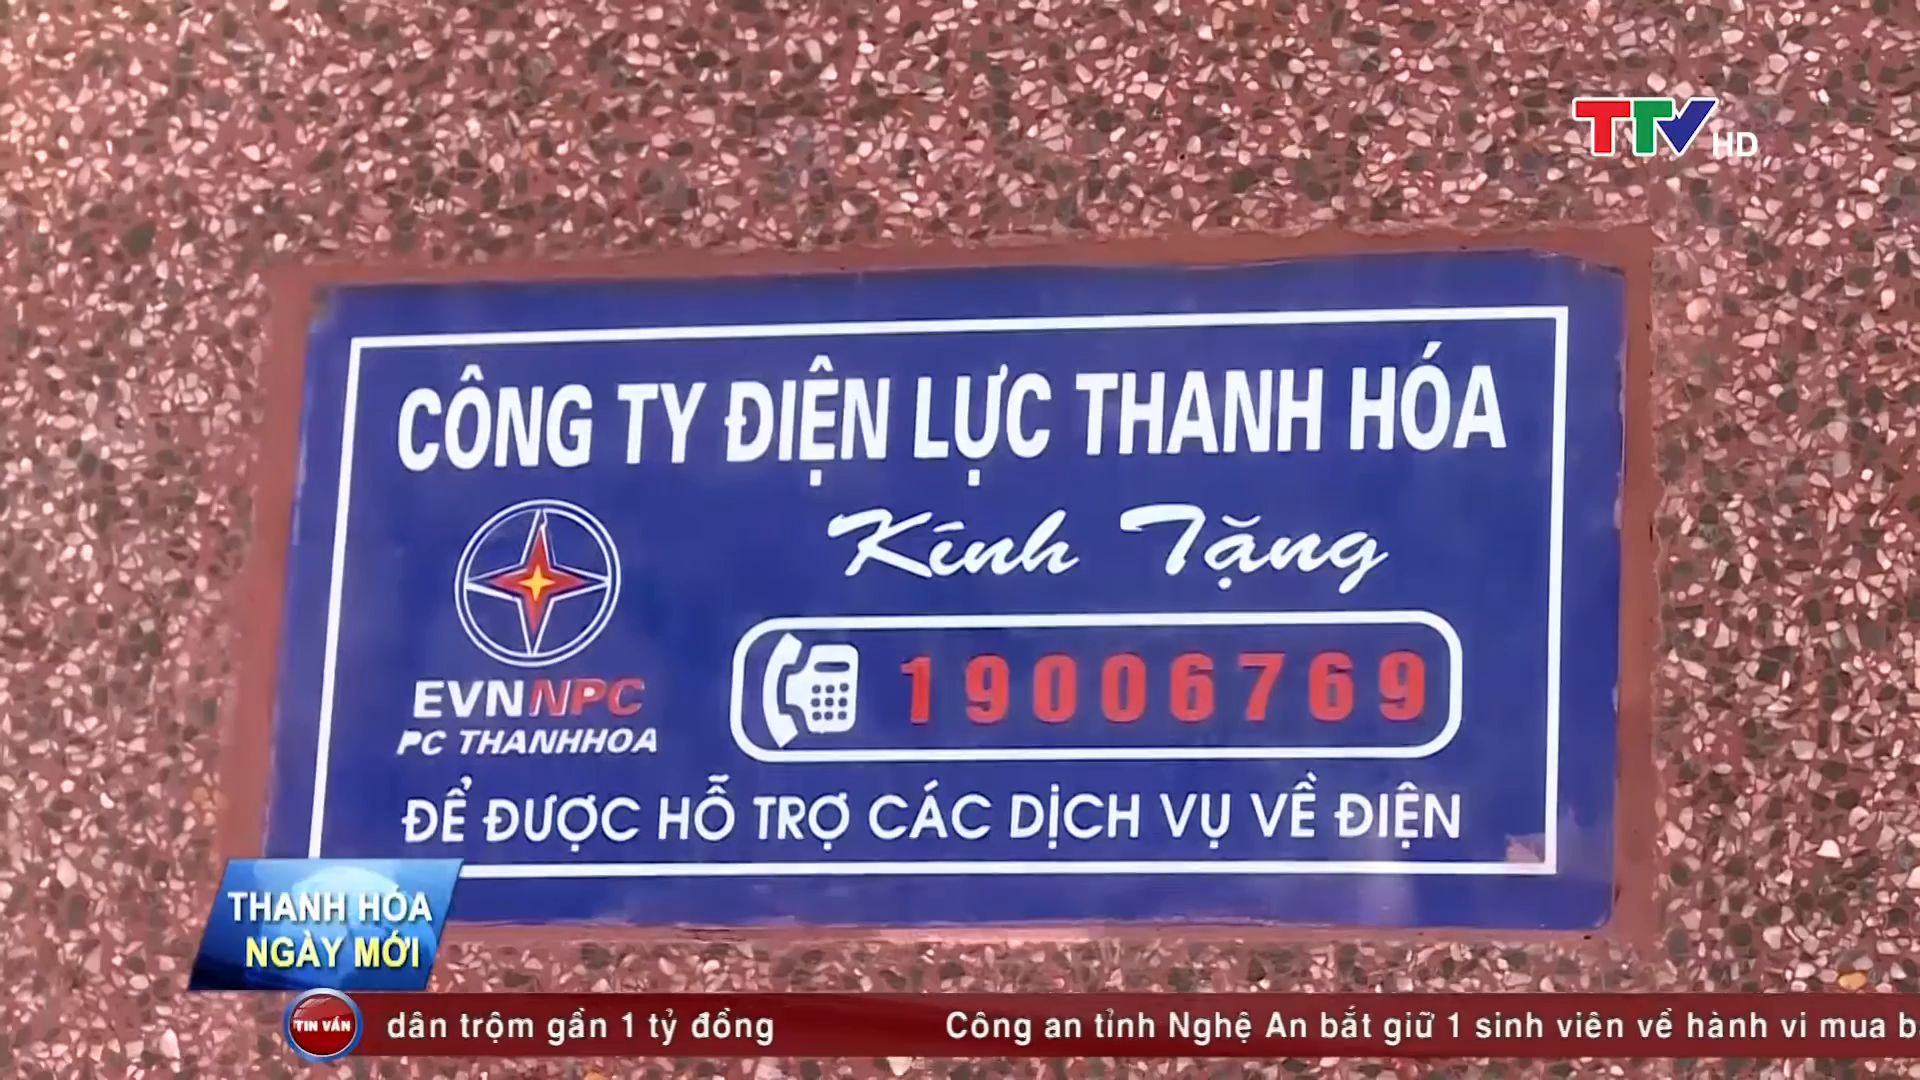 TTV HD
CÔNG TY ĐIỆN LỰC THANH HÓA
Kính Tặng
19006769
EVNNPC
PC THANHHOA
ĐỂ ĐƯỢC HỖ TRỢ CÁC DỊCH VỤ VỀ ĐIỆN
THANH HÓA
NGÀY MỚI
TIN VẮN
dân trộm gần 1 tỷ đồng
Công an tỉnh Nghệ An bắt giữ 1 sinh viên về hành vi mua b